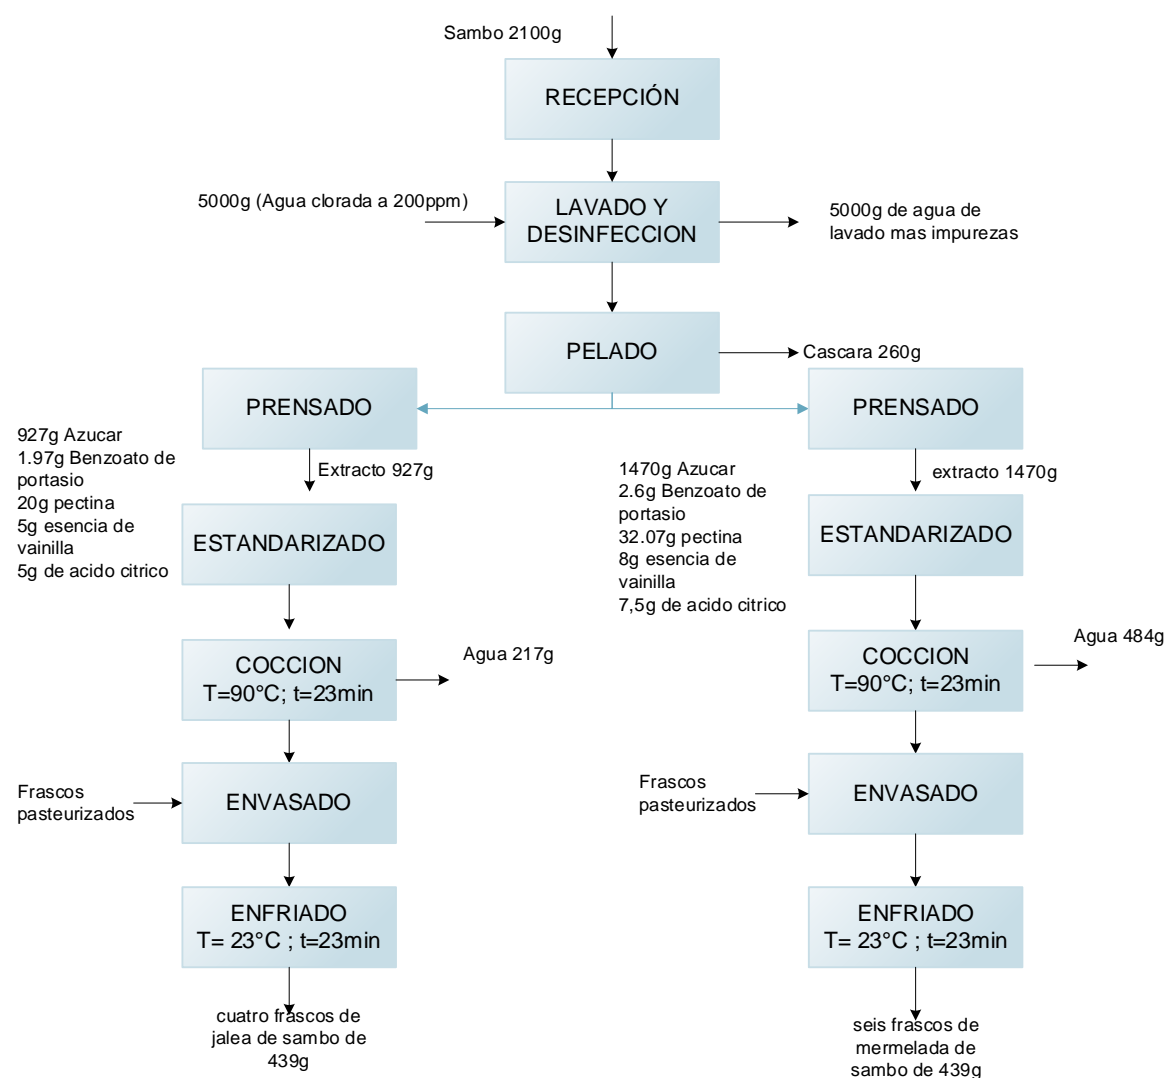 Sambo 2100g
RECEPCIÓN
5000g (Agua clorada a 200ppm)
LAVADO Y
DESINFECCION
5000g de agua de
lavado mas impurezas
PELADO
Cascara 260g
PRENSADO
927g Azucar
1.97g Benzoato de
portasio
20g pectina
5g esencia de
vainilla
5g de acido citrico
Extracto 927g
ESTANDARIZADO
COCCION
T=90°C; t=23min
Agua 217g
Frascos
pasteurizados
ENVASADO
ENFRIADO
T= 23°C ; t=23min
cuatro frascos de
jalea de sambo de
439g
PRENSADO
1470g Azucar
2.6g Benzoato de
portasio
32.07g pectina
8g esencia de
vainilla
7,5g de acido citrico
extracto 1470g
ESTANDARIZADO
COCCION
T=90°C; t=23min
Agua 484g
Frascos
pasteurizados
ENVASADO
ENFRIADO
T= 23°C ; t=23min
seis frascos de
mermelada de
sambo de 439g